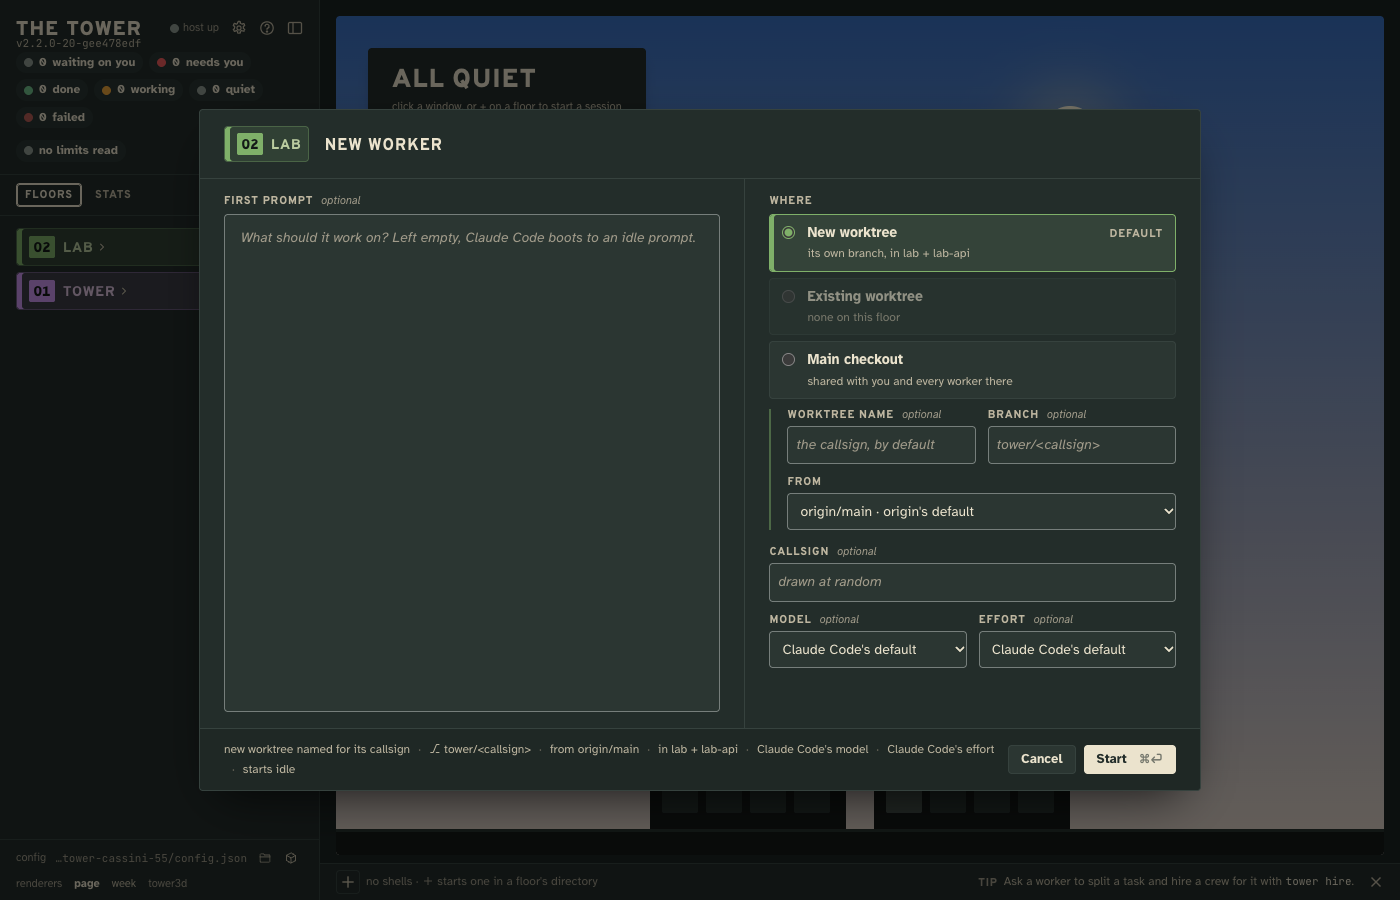 THE TOWER
host up
v2.2.0-20-gee478edf
0 waiting on you
0 needs you
0 done
0 working
0 quiet
0 failed
no limits read
FLOORS
STATS
02 LAB ›
01 TOWER ›
config …tower-cassini-55/config.json
renderers page week tower3d
ALL QUIET
click a window, or + on a floor to start a session
02 LAB
NEW WORKER
FIRST PROMPT optional
What should it work on? Left empty, Claude Code boots to an idle prompt.
WHERE
New worktree
DEFAULT
its own branch, in lab + lab-api
Existing worktree
none on this floor
Main checkout
shared with you and every worker there
WORKTREE NAME optional
BRANCH optional
the callsign, by default
tower/<callsign>
FROM
origin/main · origin's default
CALLSIGN optional
drawn at random
MODEL optional
EFFORT optional
Claude Code's default
Claude Code's default
new worktree named for its callsign · ⎇ tower/<callsign> · from origin/main · in lab + lab-api · Claude Code's model · Claude Code's effort
· starts idle
Cancel
Start ⌘↵
+ no shells · + starts one in a floor's directory
TIP Ask a worker to split a task and hire a crew for it with tower hire.